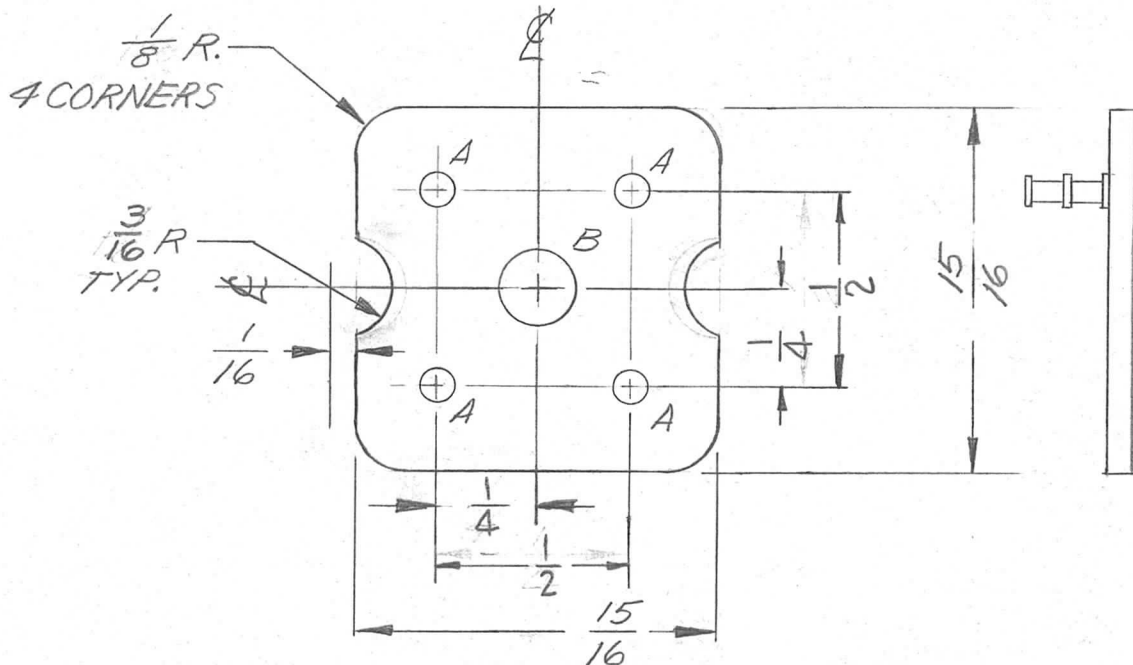 ℄
1/8 R.
4 CORNERS
A
A
3/16 R
TYP.
B
℄
1/16
1/2
15/16
1/4
A
A
1/4
1/2
15/16